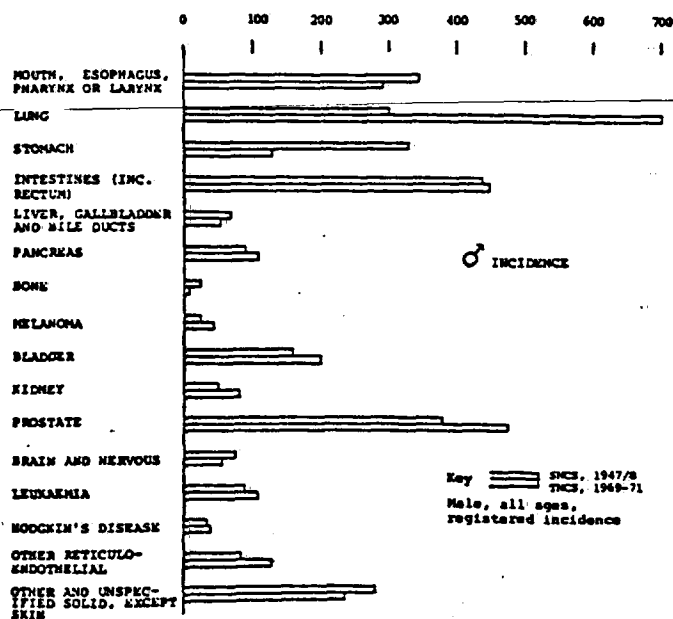 0 100 200 300 400 500 600 700
MOUTH, ESOPHAGUS,
PHARYNX OR LARYNX
LUNG
STOMACH
INTESTINES (INC.
RECTUM)
LIVER, GALLBLADDER
AND BILE DUCTS
PANCREAS
♂ INCIDENCE
BONE
MELANOMA
BLADDER
KIDNEY
PROSTATE
BRAIN AND NERVOUS
LEUKAEMIA
HODGKIN'S DISEASE
OTHER RETICULO-
ENDOTHELIAL
OTHER AND UNSPEC-
IFIED SOLID, EXCEPT
SKIN
Key SNCS, 1947/8
TNCS, 1969-71
Male, all ages,
registered incidence